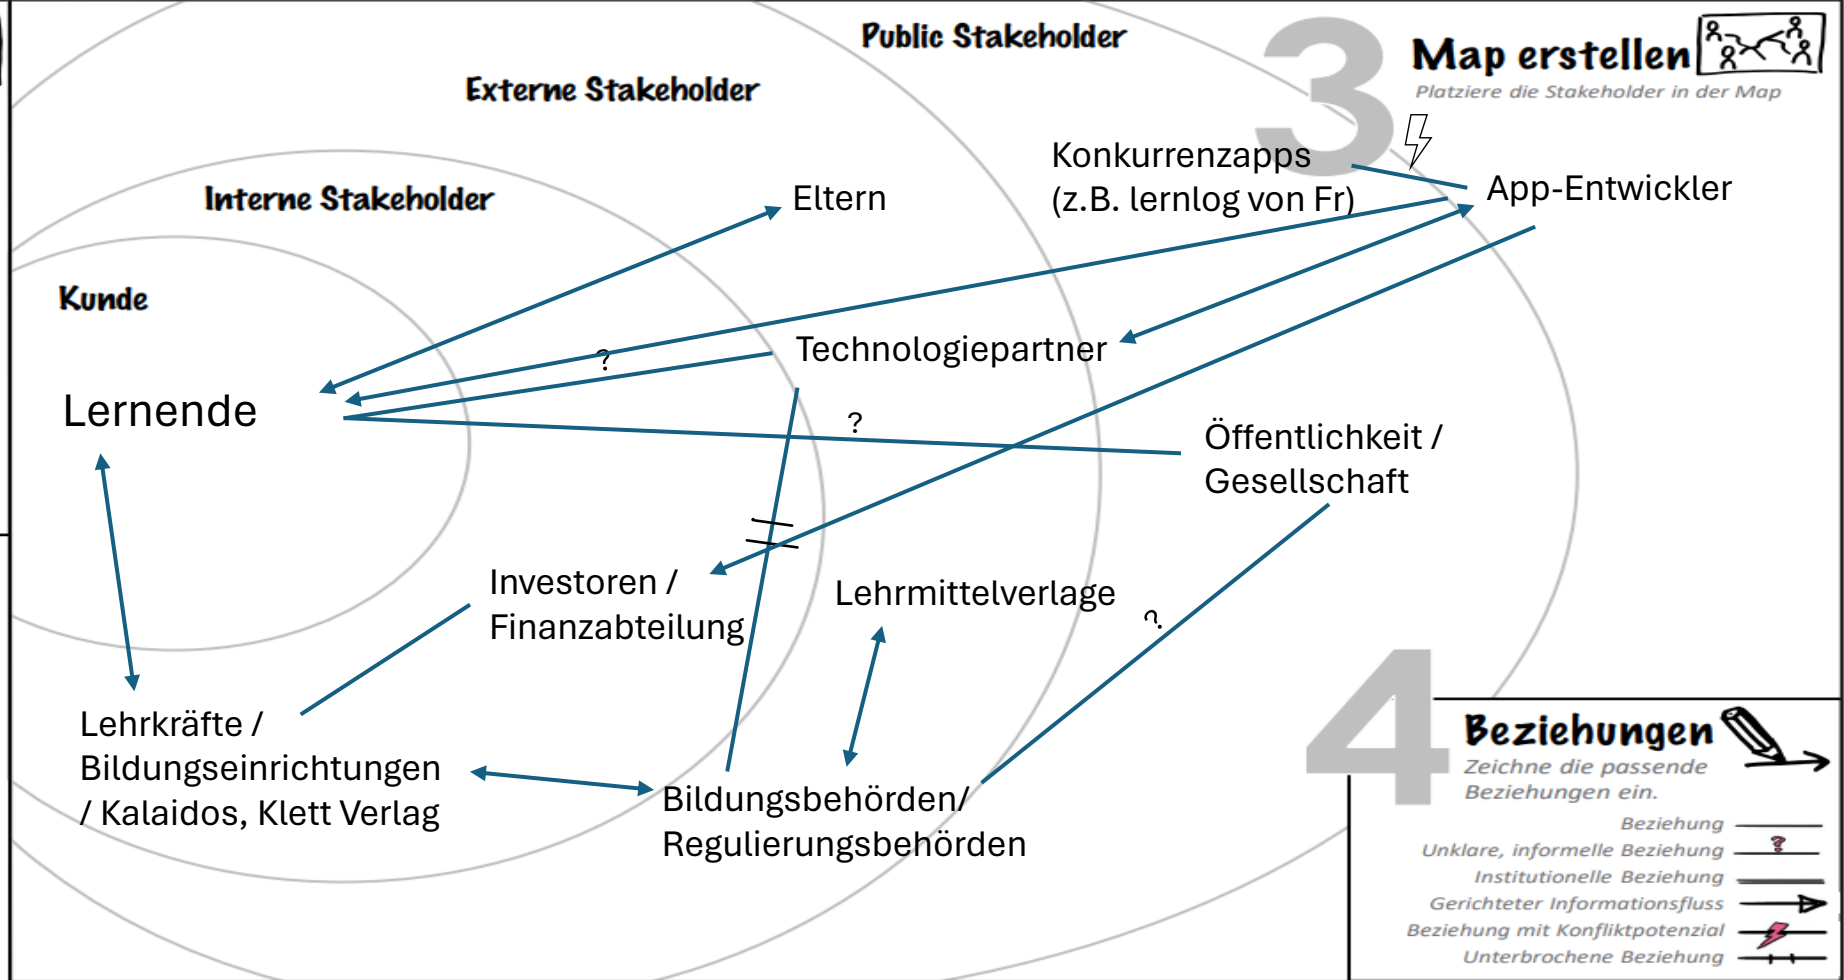 Public Stakeholder
Externe Stakeholder
Interne Stakeholder
Kunde
3
Map erstellen
Platziere die Stakeholder in der Map
Konkurrenzapps
(z.B. lernlog von Fr)
App-Entwickler
Eltern
Technologiepartner
?
Lernende
?
Öffentlichkeit /
Gesellschaft
Investoren /
Finanzabteilung
Lehrmittelverlage
?
Lehrkräfte /
Bildungseinrichtungen
/ Kalaidos, Klett Verlag
Bildungsbehörden/
Regulierungsbehörden
4
Beziehungen
Zeichne die passende
Beziehungen ein.
Beziehung
Unklare, informelle Beziehung
?
Institutionelle Beziehung
Gerichteter Informationsfluss
Beziehung mit Konfliktpotenzial
Unterbrochene Beziehung